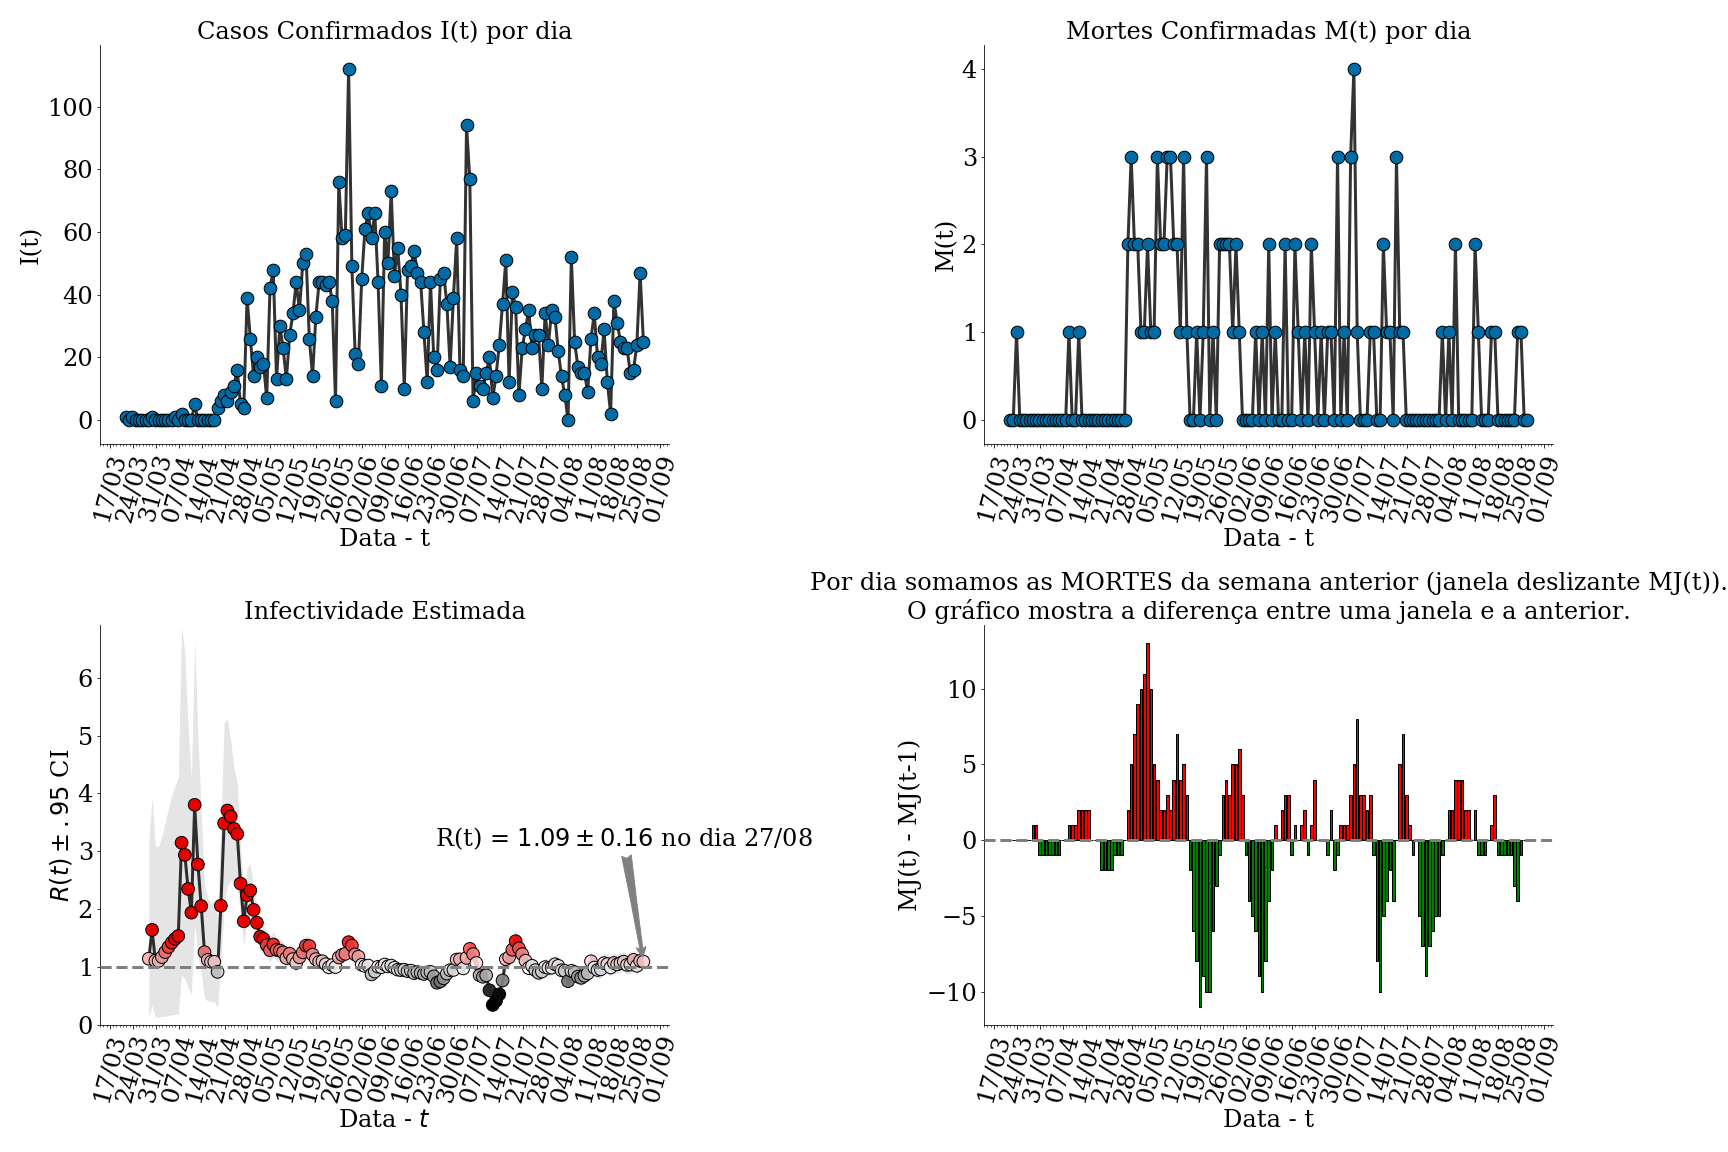 Casos Confirmados I(t) por dia
I(t)
100
80
60
40
20
0
17/03 24/03 31/03 07/04 14/04 21/04 28/04 05/05 12/05 19/05 26/05 02/06 09/06 16/06 23/06 30/06 07/07 14/07 21/07 28/07 04/08 11/08 18/08 25/08 01/09
Data - t
Mortes Confirmadas M(t) por dia
M(t)
4
3
2
1
0
17/03 24/03 31/03 07/04 14/04 21/04 28/04 05/05 12/05 19/05 26/05 02/06 09/06 16/06 23/06 30/06 07/07 14/07 21/07 28/07 04/08 11/08 18/08 25/08 01/09
Data - t
Infectividade Estimada
R(t) ± .95 CI
6
5
4
3
2
1
0
R(t) = 1.09 ± 0.16 no dia 27/08
17/03 24/03 31/03 07/04 14/04 21/04 28/04 05/05 12/05 19/05 26/05 02/06 09/06 16/06 23/06 30/06 07/07 14/07 21/07 28/07 04/08 11/08 18/08 25/08 01/09
Data - t
Por dia somamos as MORTES da semana anterior (janela deslizante MJ(t)).
O gráfico mostra a diferença entre uma janela e a anterior.
MJ(t) - MJ(t-1)
10
5
0
−5
−10
17/03 24/03 31/03 07/04 14/04 21/04 28/04 05/05 12/05 19/05 26/05 02/06 09/06 16/06 23/06 30/06 07/07 14/07 21/07 28/07 04/08 11/08 18/08 25/08 01/09
Data - t